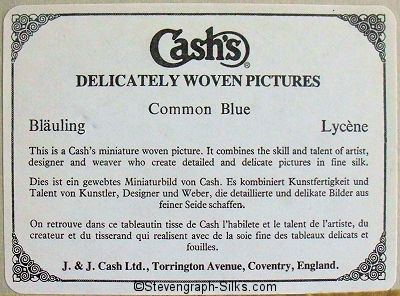 Cash's®
DELICATELY WOVEN PICTURES
Common Blue
Bläuling Lycène
This is a Cash's miniature woven picture. It combines the skill and talent of artist,
designer and weaver who create detailed and delicate pictures in fine silk.
Dies ist ein gewebtes Miniaturbild von Cash. Es kombiniert Kunstfertigkeit und
Talent von Kunstler, Designer und Weber, die detaillierte und delikate Bilder aus
feiner Seide schaffen.
On retrouve dans ce tableautin tisse de Cash l'habilete et le talent de l'artiste, du
createur et du tisserand qui realisent avec de la soie fine des tableaux delicats et
fouilles.
J. & J. Cash Ltd., Torrington Avenue, Coventry, England.
©Stevengraph-Silks.com